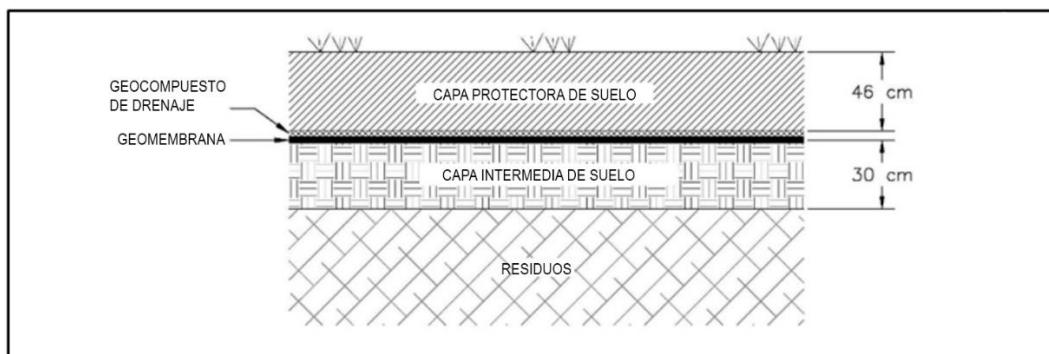 GEOCOMPUESTO
DE DRENAJE
CAPA PROTECTORA DE SUELO
46 cm
GEOMEMBRANA
CAPA INTERMEDIA DE SUELO
30 cm
RESIDUOS